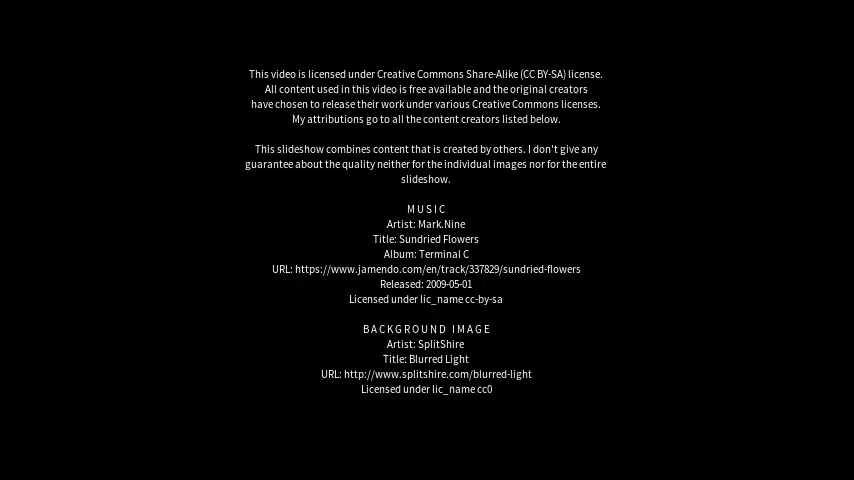 This video is licensed under Creative Commons Share-Alike (CC BY-SA) license.
All content used in this video is free available and the original creators
have chosen to release their work under various Creative Commons licenses.
My attributions go to all the content creators listed below.
This slideshow combines content that is created by others. I don't give any
guarantee about the quality neither for the individual images nor for the entire
slideshow.
MUSIC
Artist: Mark.Nine
Title: Sundried Flowers
Album: Terminal C
URL: https://www.jamendo.com/en/track/337829/sundried-flowers
Released: 2009-05-01
Licensed under lic_name cc-by-sa
BACKGROUND IMAGE
Artist: SplitShire
Title: Blurred Light
URL: http://www.splitshire.com/blurred-light
Licensed under lic_name cc0